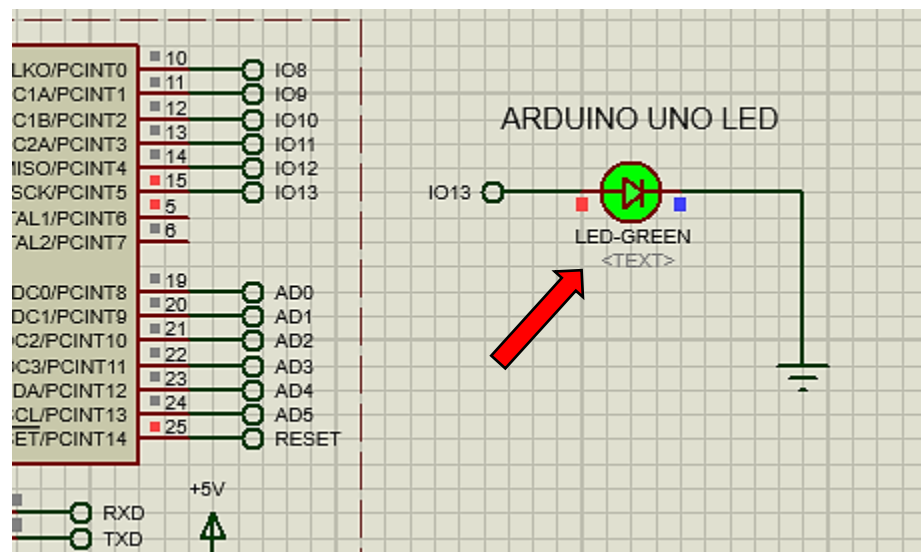 LKO/PCINT0 10 IO8
C1A/PCINT1 11 IO9
C1B/PCINT2 12 IO10
C2A/PCINT3 13 IO11
MISO/PCINT4 14 IO12
SCK/PCINT5 15 IO13
TAL1/PCINT6 5
TAL2/PCINT7 6
DC0/PCINT8 19 AD0
DC1/PCINT9 20 AD1
C2/PCINT10 21 AD2
C3/PCINT11 22 AD3
DA/PCINT12 23 AD4
CL/PCINT13 24 AD5
ET/PCINT14 25 RESET
+5V
RXD
TXD
ARDUINO UNO LED
IO13
LED-GREEN
<TEXT>